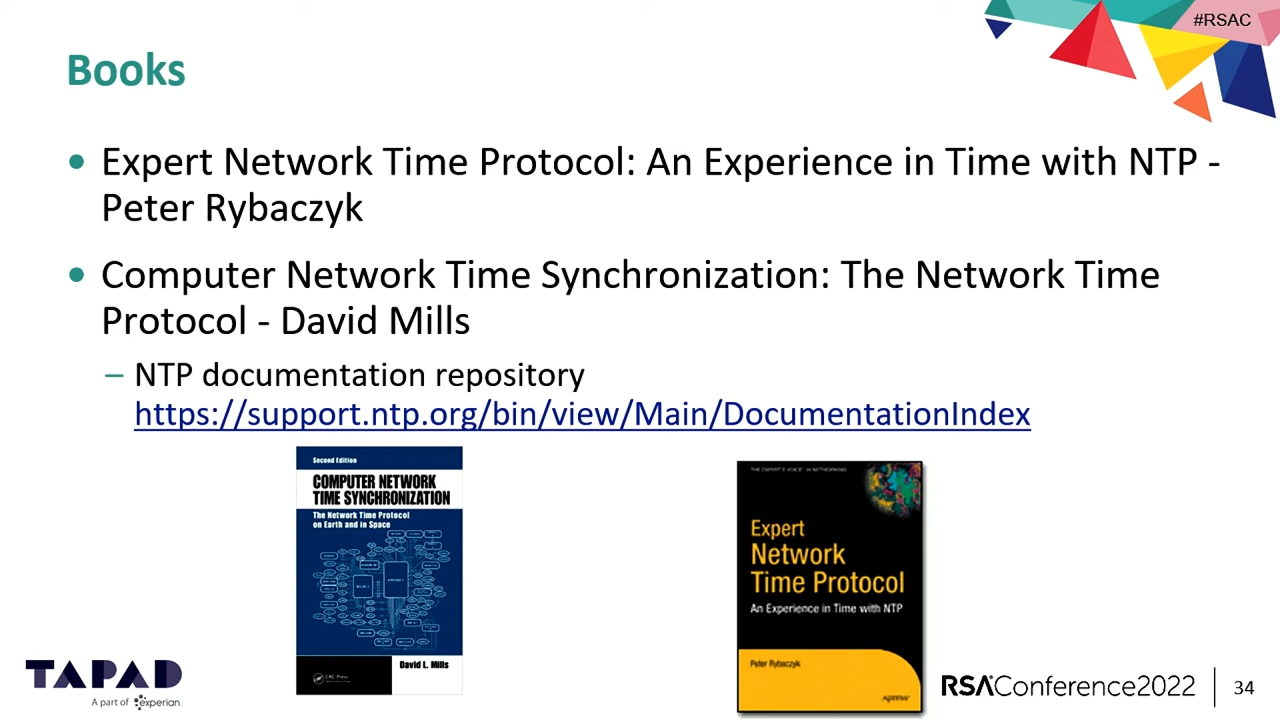 #RSAC
Books
• Expert Network Time Protocol: An Experience in Time with NTP -
Peter Rybaczyk
• Computer Network Time Synchronization: The Network Time
Protocol - David Mills
– NTP documentation repository
https://support.ntp.org/bin/view/Main/DocumentationIndex
Second Edition
COMPUTER NETWORK
TIME SYNCHRONIZATION
The Network Time Protocol
on Earth and in Space
David L. Mills
CRC Press
THE EXPERT'S VOICE® IN NETWORKING
Expert
Network
Time Protocol
An Experience in Time with NTP
Peter Rybaczyk
Apress
TAPAD
A part of experian.
RSAConference2022
34